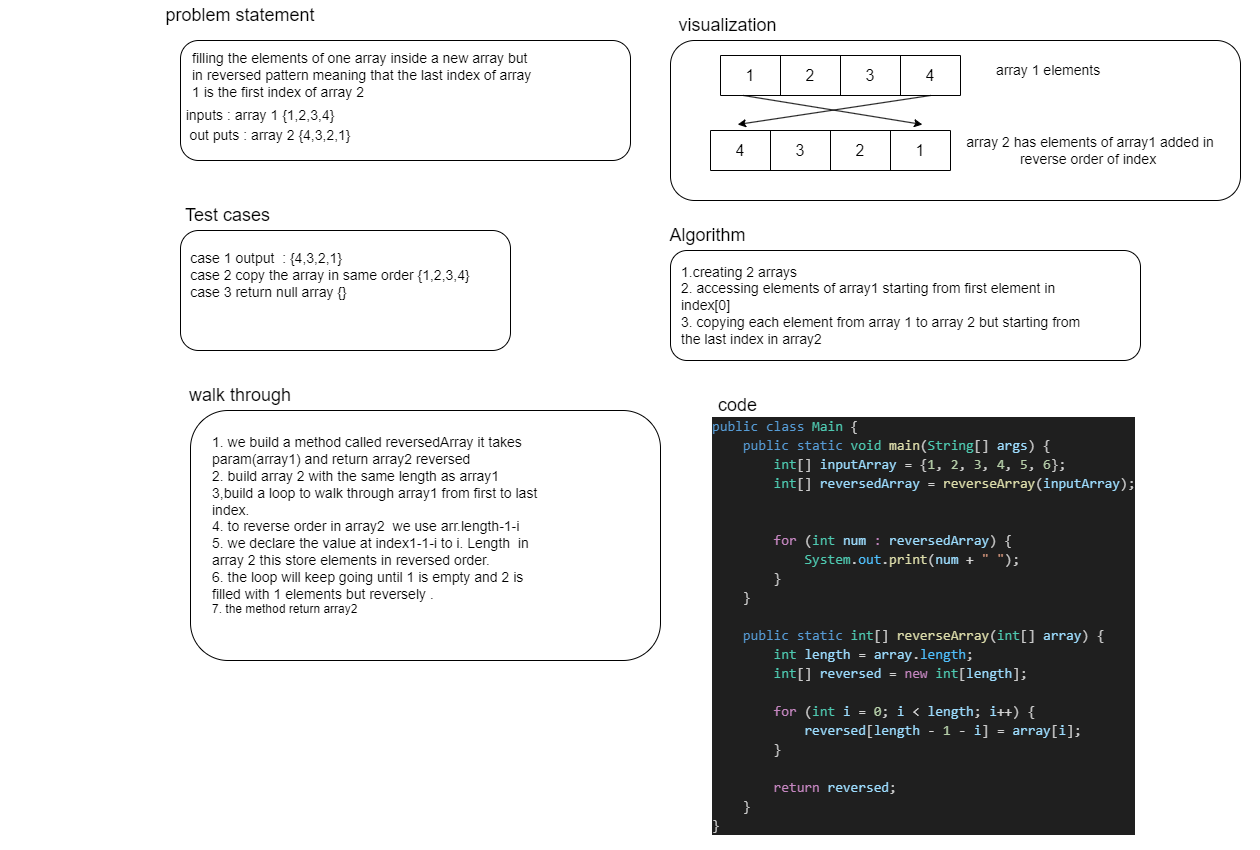 problem statement
filling the elements of one array inside a new array but
in reversed pattern meaning that the last index of array
1 is the first index of array 2
inputs : array 1 {1,2,3,4}
out puts : array 2 {4,3,2,1}
visualization
1 2 3 4
array 1 elements
4 3 2 1
array 2 has elements of array1 added in
reverse order of index
Test cases
case 1 output  : {4,3,2,1}
case 2 copy the array in same order {1,2,3,4}
case 3 return null array {}
Algorithm
1.creating 2 arrays
2. accessing elements of array1 starting from first element in
index[0]
3. copying each element from array 1 to array 2 but starting from
the last index in array2
walk through
1. we build a method called reversedArray it takes
param(array1) and return array2 reversed
2. build array 2 with the same length as array1
3,build a loop to walk through array1 from first to last
index.
4. to reverse order in array2  we use arr.length-1-i
5. we declare the value at index1-1-i to i. Length  in
array 2 this store elements in reversed order.
6. the loop will keep going until 1 is empty and 2 is
filled with 1 elements but reversely .
7. the method return array2
code
public class Main {
    public static void main(String[] args) {
        int[] inputArray = {1, 2, 3, 4, 5, 6};
        int[] reversedArray = reverseArray(inputArray);
        for (int num : reversedArray) {
            System.out.print(num + " ");
        }
    }
    public static int[] reverseArray(int[] array) {
        int length = array.length;
        int[] reversed = new int[length];
        for (int i = 0; i < length; i++) {
            reversed[length - 1 - i] = array[i];
        }
        return reversed;
    }
}